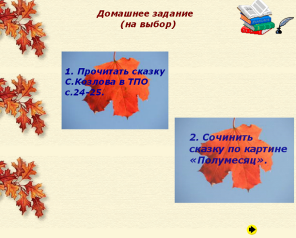 Домашнее задание
(на выбор)
1. Прочитать сказку
С.Козлова в ТПО
с.24-25.
2. Сочинить
сказку по картине
«Полумесяц».